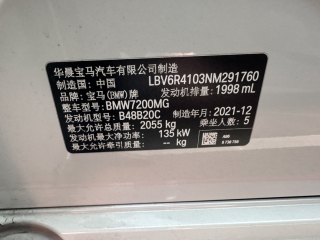 华晨宝马汽车有限公司制造
制造国：中国 LBV6R4103NM291760
品牌：宝马(BMW)牌 发动机排量：1998 mL
整车型号：BMW7200MG
发动机型号：B48B20C 制造年月：2021-12
最大允许总质量：2055 kg 乘坐人数：5
发动机最大净功率：135 kW
最大允许牵引质量：-- kg